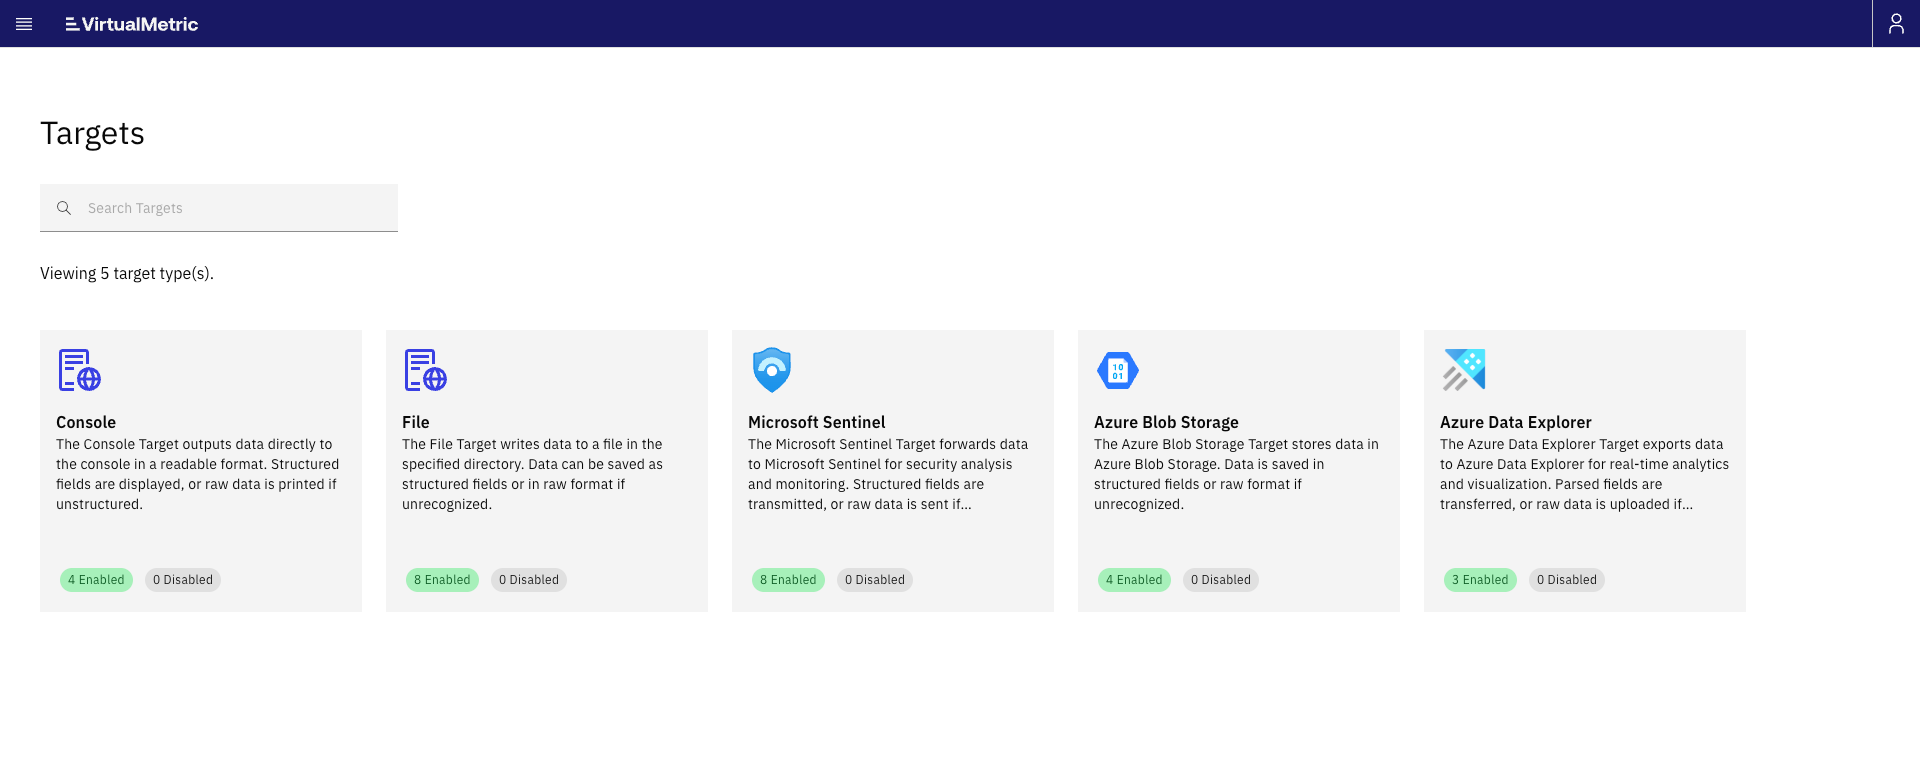 VirtualMetric
Targets
Search Targets
Viewing 5 target type(s).
Console
The Console Target outputs data directly to
the console in a readable format. Structured
fields are displayed, or raw data is printed if
unstructured.
4 Enabled
0 Disabled
File
The File Target writes data to a file in the
specified directory. Data can be saved as
structured fields or in raw format if
unrecognized.
8 Enabled
0 Disabled
Microsoft Sentinel
The Microsoft Sentinel Target forwards data
to Microsoft Sentinel for security analysis
and monitoring. Structured fields are
transmitted, or raw data is sent if...
8 Enabled
0 Disabled
10
01
Azure Blob Storage
The Azure Blob Storage Target stores data in
Azure Blob Storage. Data is saved in
structured fields or raw format if
unrecognized.
4 Enabled
0 Disabled
Azure Data Explorer
The Azure Data Explorer Target exports data
to Azure Data Explorer for real-time analytics
and visualization. Parsed fields are
transferred, or raw data is uploaded if...
3 Enabled
0 Disabled